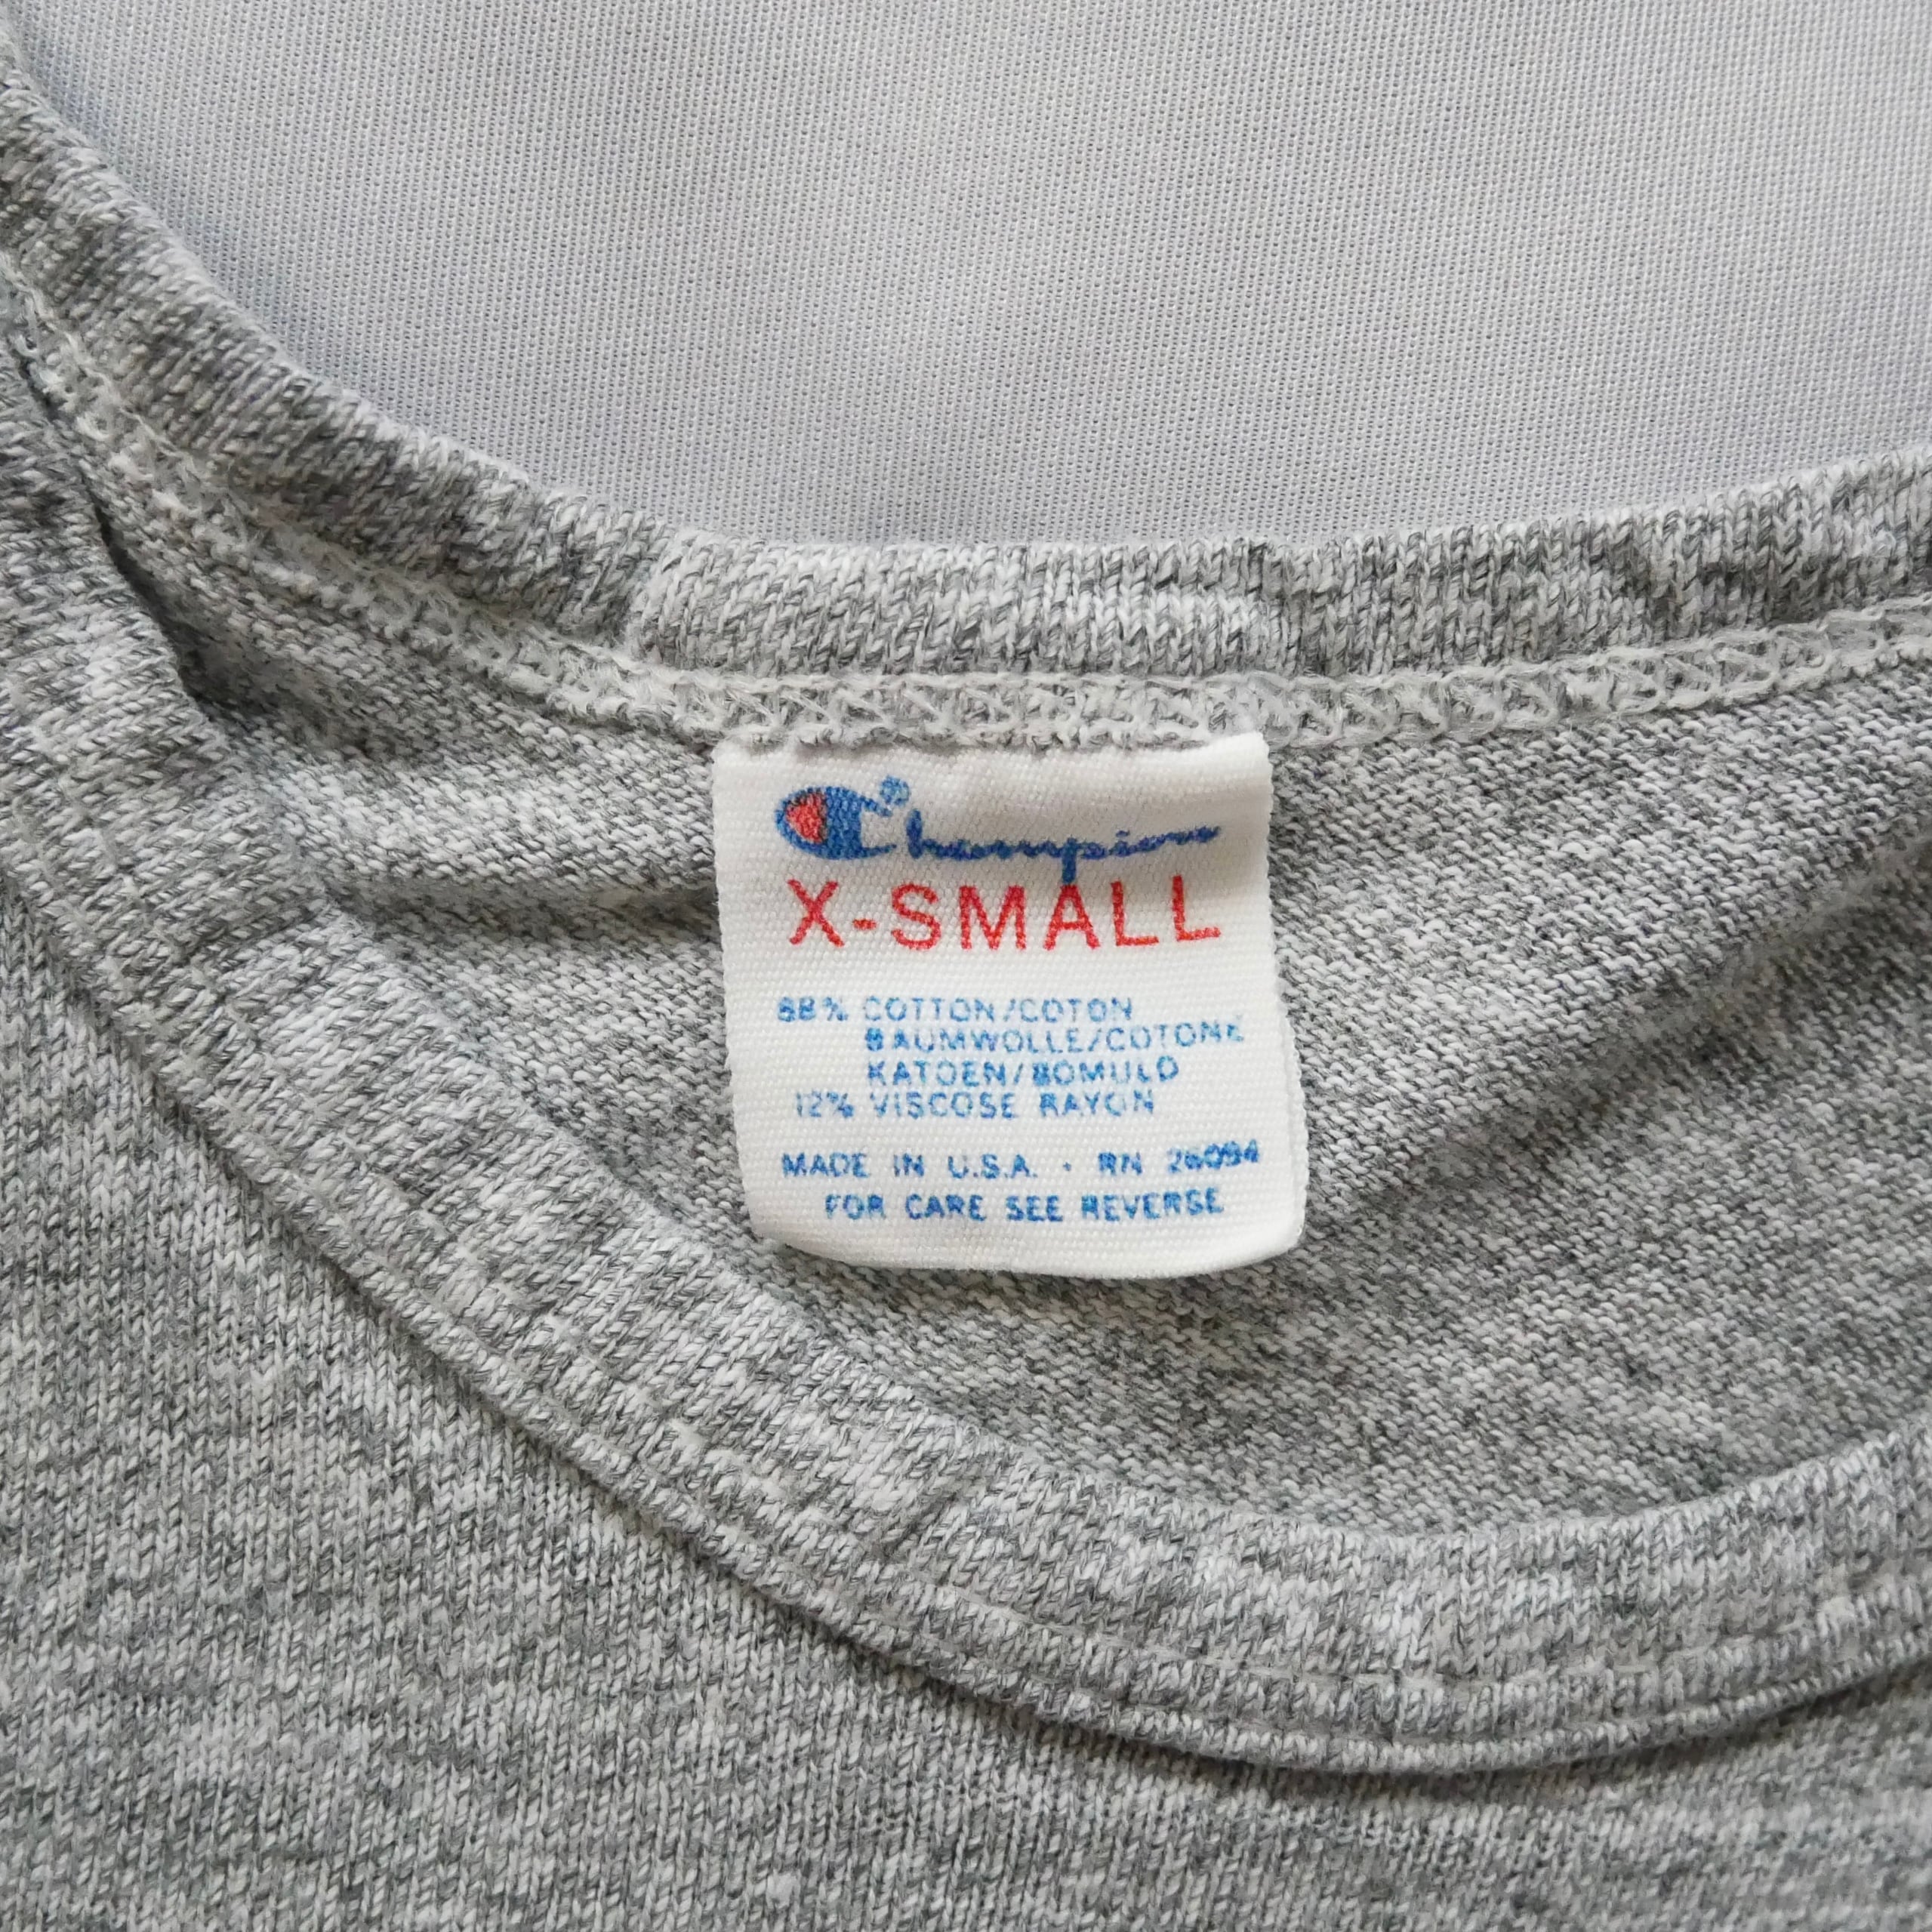 Champion®
X-SMALL
88% COTTON/COTON
BAUMWOLLE/COTONE
KATOEN/BOMULD
12% VISCOSE RAYON
MADE IN U.S.A. • RN 26094
FOR CARE SEE REVERSE